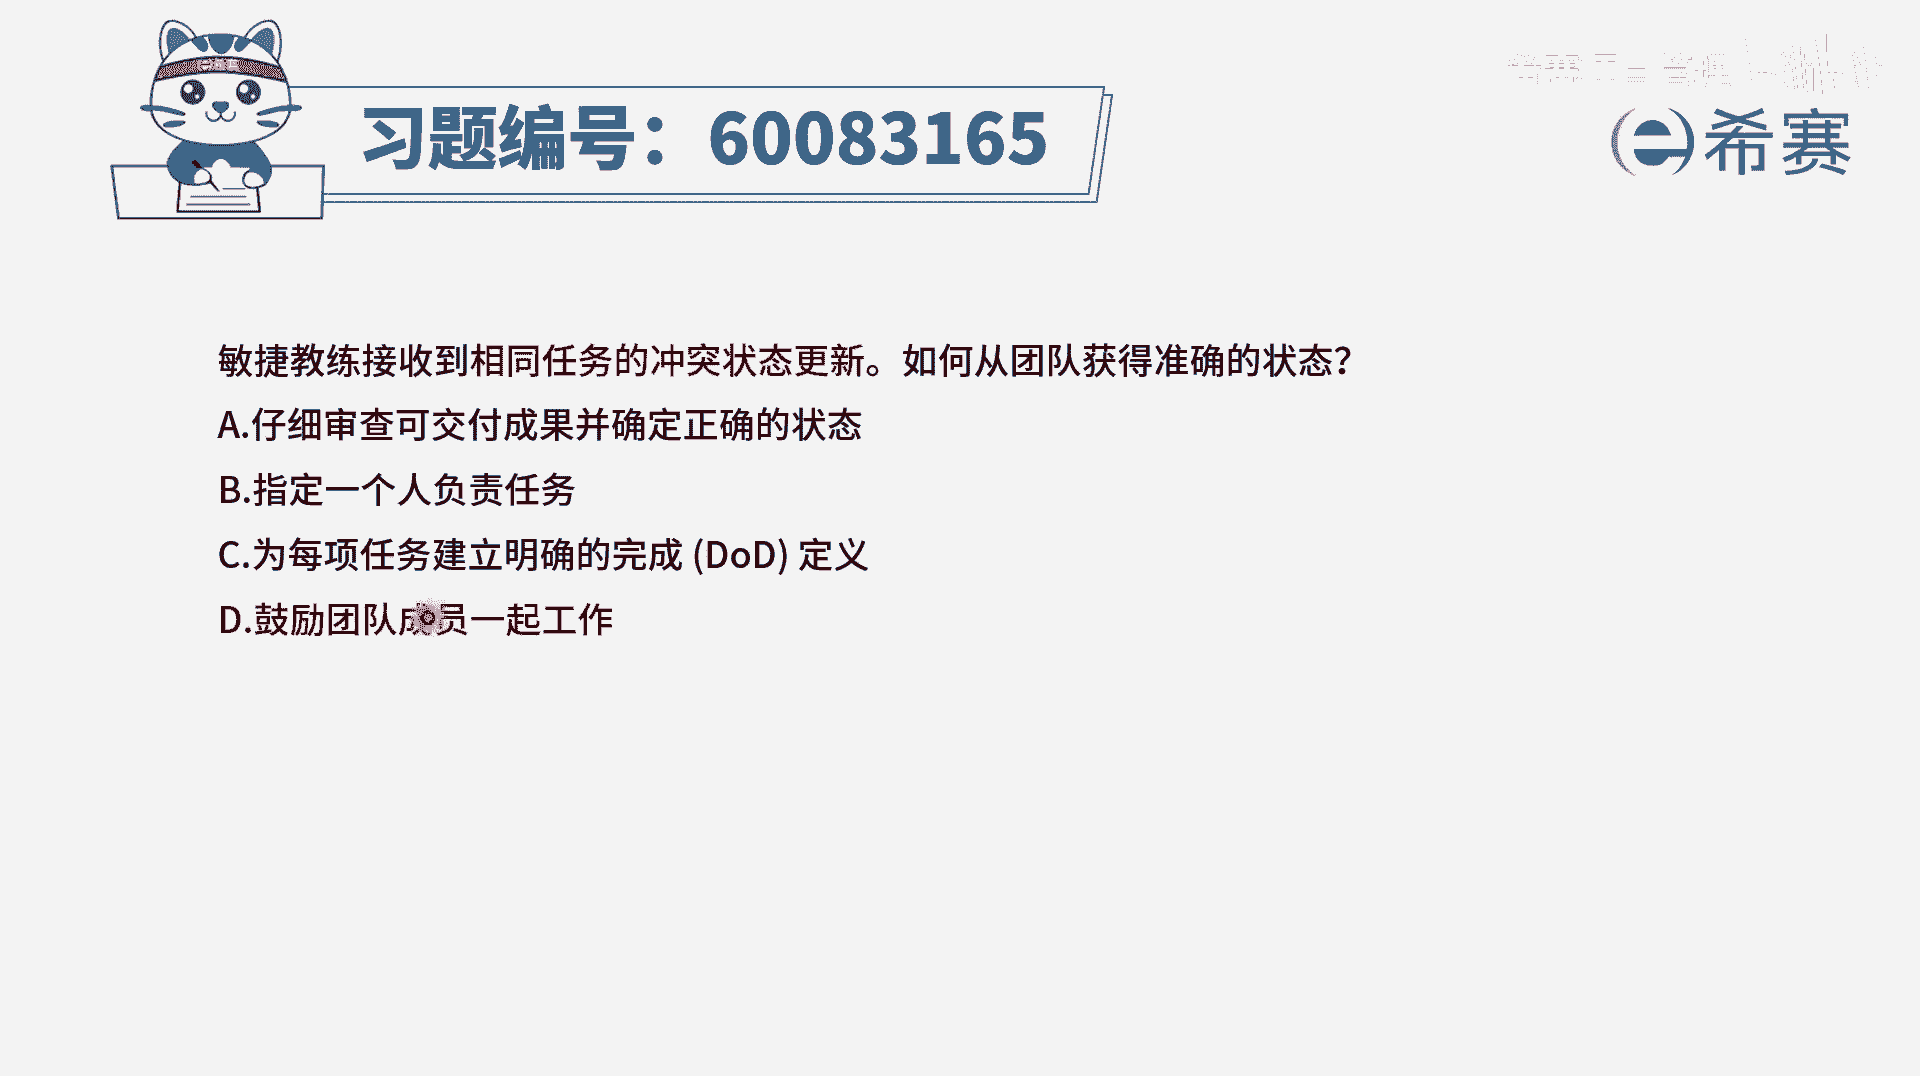 习题编号：60083165
希赛
敏捷教练接收到相同任务的冲突状态更新。如何从团队获得准确的状态？
A.仔细审查可交付成果并确定正确的状态
B.指定一个人负责任务
C.为每项任务建立明确的完成 (DoD) 定义
D.鼓励团队成员一起工作